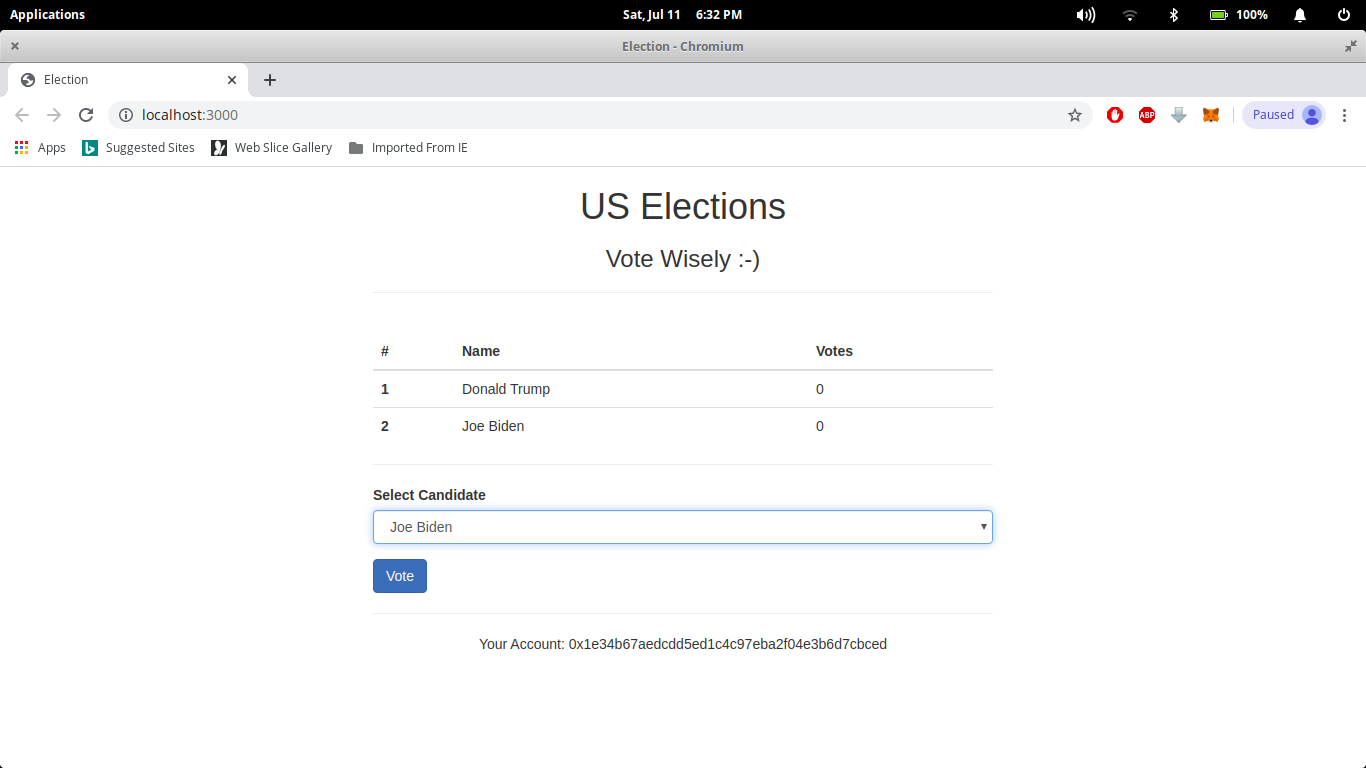 Applications
Sat, Jul 11 6:32 PM
100%
Election - Chromium
Election
localhost:3000
ABP
Paused
Apps
Suggested Sites
Web Slice Gallery
Imported From IE
US Elections
Vote Wisely :-)
# Name Votes
1 Donald Trump 0
2 Joe Biden 0
Select Candidate
Joe Biden
Vote
Your Account: 0x1e34b67aedcdd5ed1c4c97eba2f04e3b6d7cbced